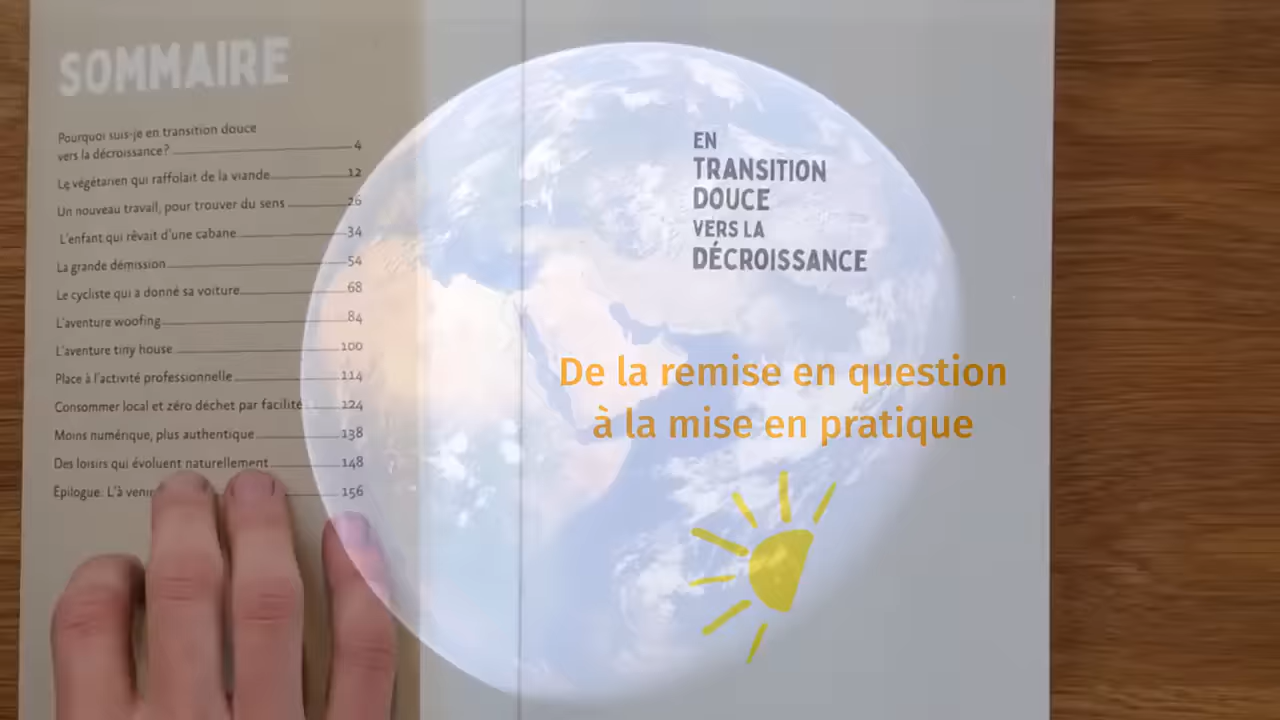 SOMMAIRE
Pourquoi suis-je en transition douce
vers la décroissance? 4
Le végétarien qui raffolait de la viande 12
Un nouveau travail, pour trouver du sens 26
L'enfant qui rêvait d'une cabane 34
La grande démission 54
Le cycliste qui a donné sa voiture 68
L'aventure woofing 84
L'aventure tiny house 100
Place à l'activité professionnelle 114
Consommer local et zéro déchet par facilité 124
Moins numérique, plus authentique 138
Des loisirs qui évoluent naturellement 148
Épilogue: L'à venir 156
EN
TRANSITION
DOUCE
VERS LA
DÉCROISSANCE
De la remise en question
à la mise en pratique